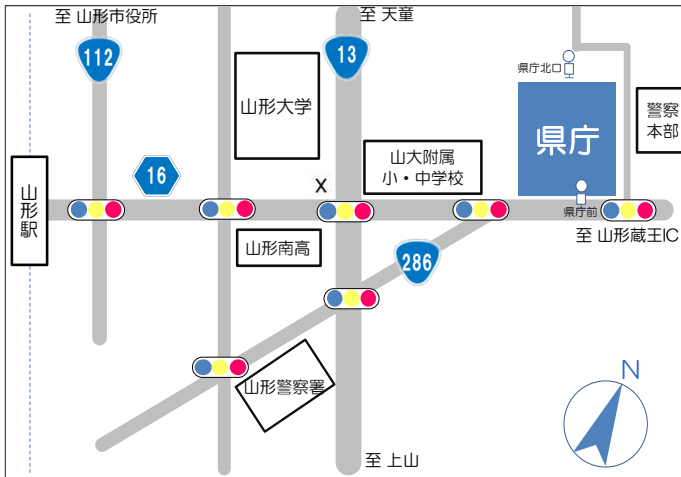 至 山形市役所
至 天童
112
13
県庁北口
山形大学
警察
本部
県庁
山大附属
小・中学校
16
X
山形駅
県庁前
山形南高
至 山形蔵王IC
286
山形警察署
N
至 上山